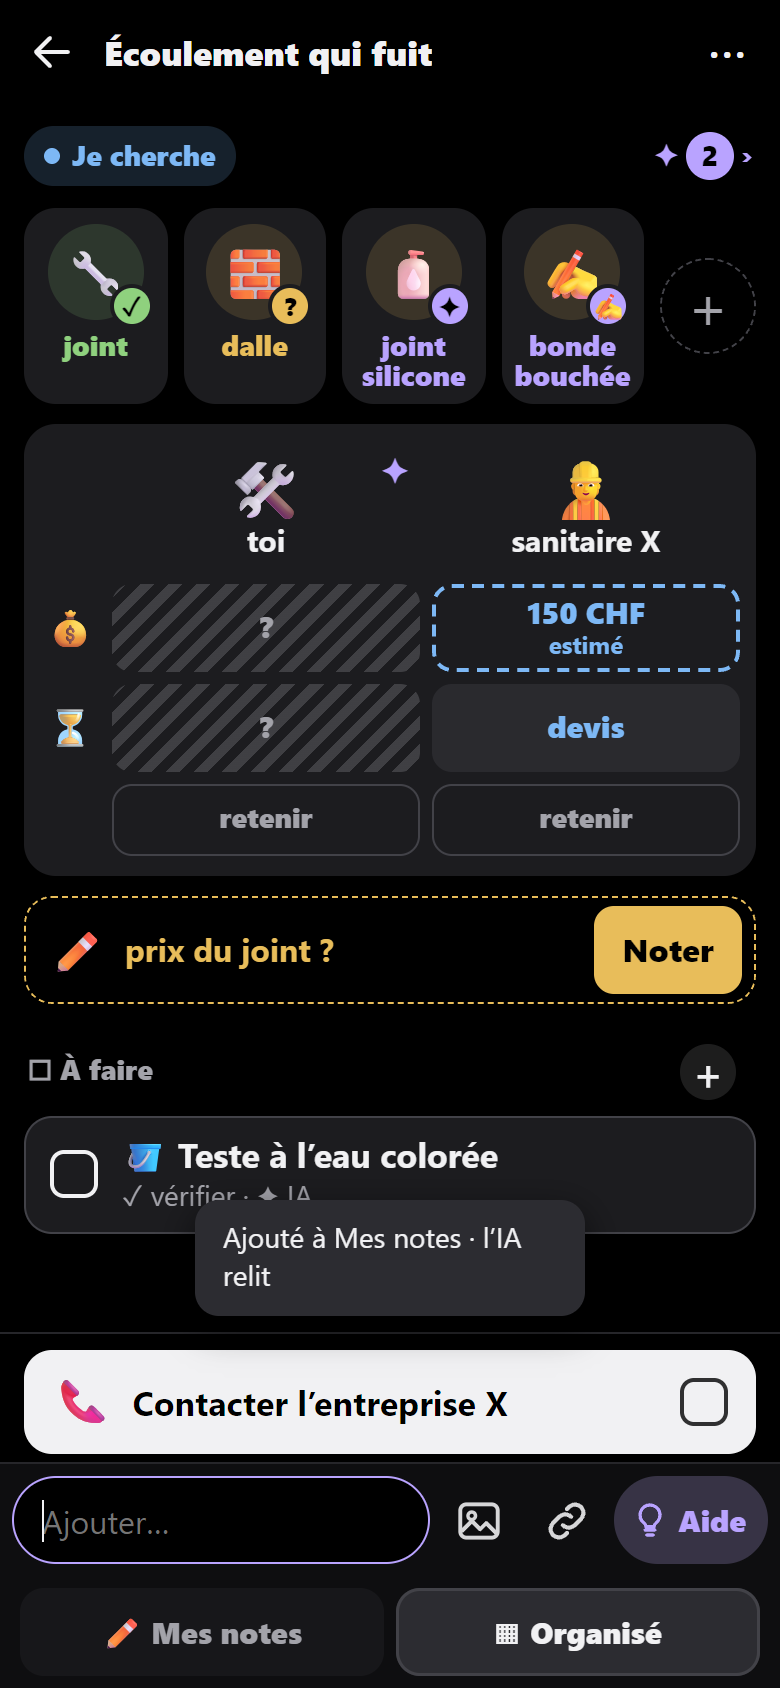 Écoulement qui fuit
Je cherche
2
joint
dalle
joint silicone
bonde bouchée
toi
sanitaire X
?
150 CHF
estimé
?
devis
retenir
retenir
prix du joint ?
Noter
À faire
Teste à l’eau colorée
✓ vérifier · ✦ IA
Ajouté à Mes notes · l’IA
relit
Contacter l’entreprise X
Ajouter…
Aide
Mes notes
Organisé